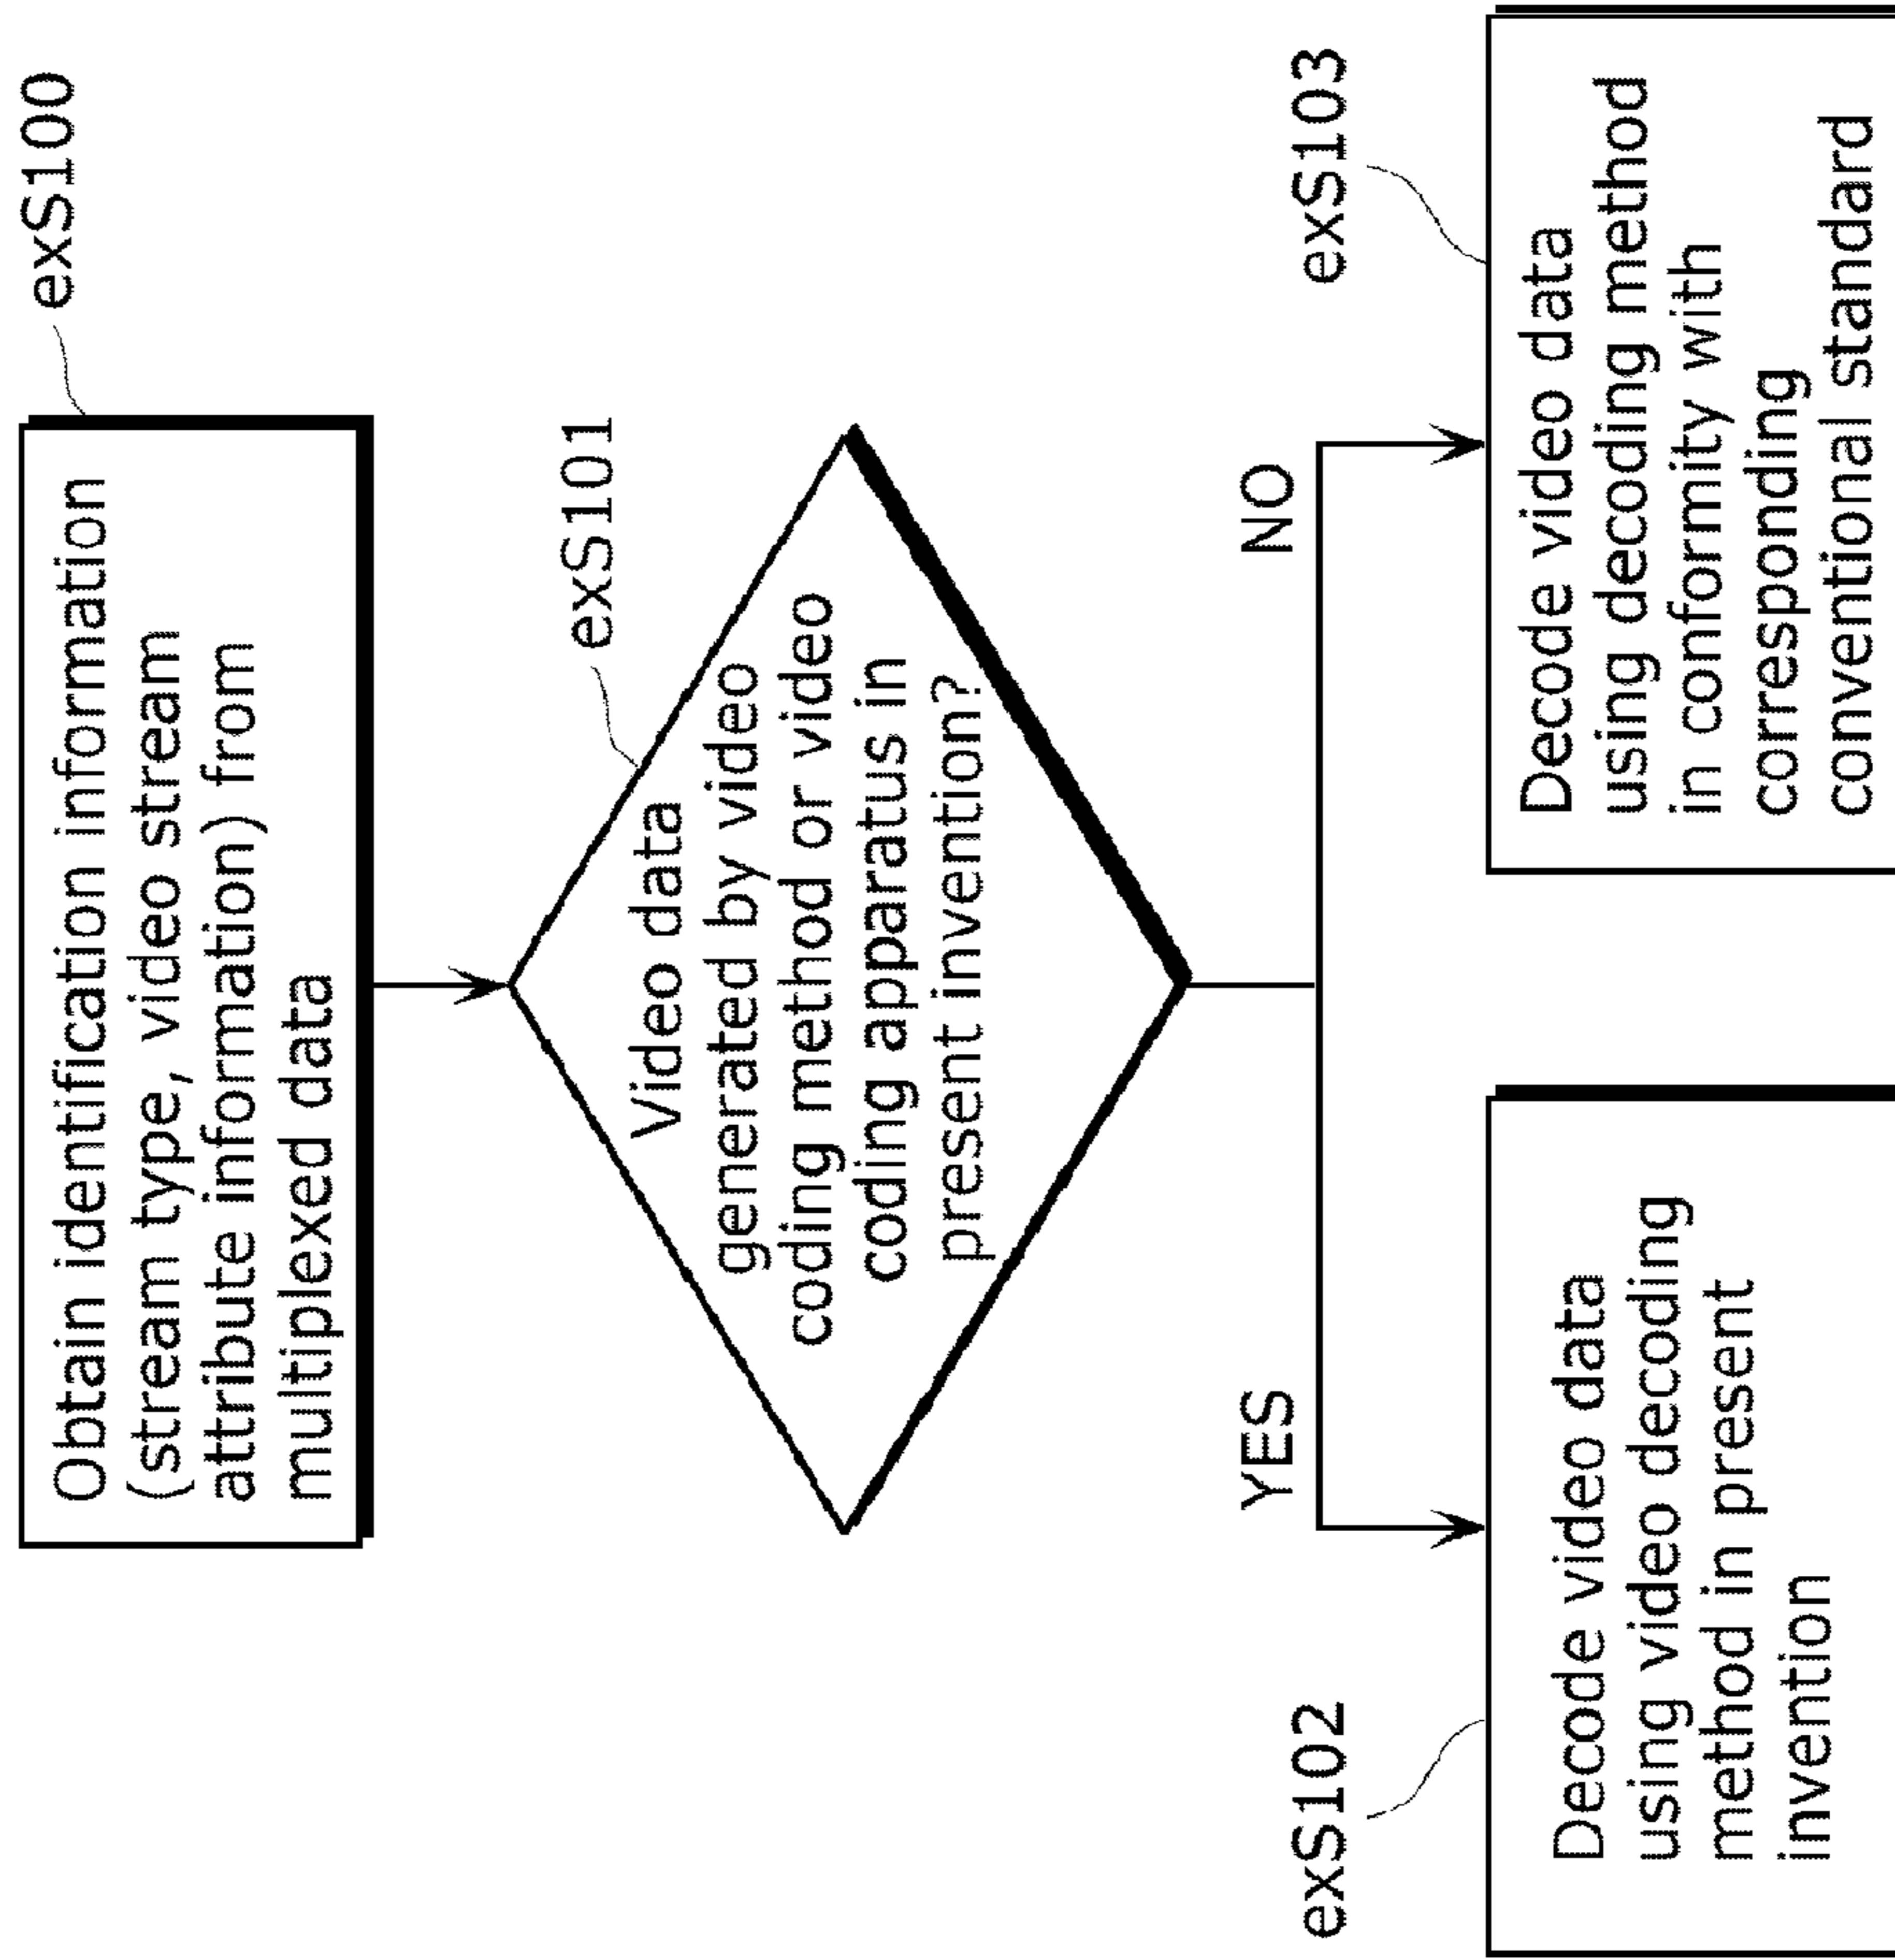 exS100
Obtain identification information
(stream type, video stream
attribute information) from
multiplexed data
exS101
Video data
generated by video
coding method or video
coding apparatus in
present invention?
YES
NO
exS102
Decode video data
using video decoding
method in present
invention
exS103
Decode video data
using decoding method
in conformity with
corresponding
conventional standard